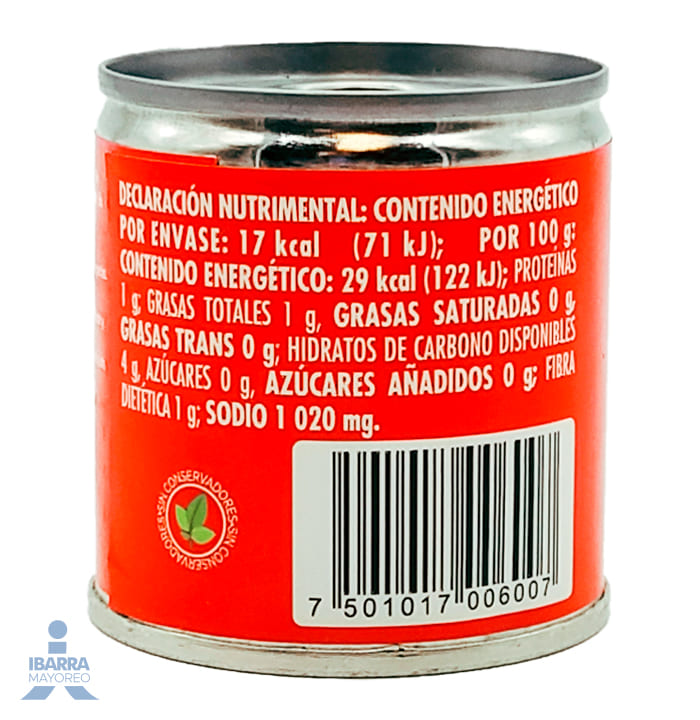 DECLARACIÓN NUTRIMENTAL: CONTENIDO ENERGÉTICO
POR ENVASE: 17 kcal (71 kJ); POR 100 g:
CONTENIDO ENERGÉTICO: 29 kcal (122 kJ); PROTEÍNAS
1 g; GRASAS TOTALES 1 g, GRASAS SATURADAS 0 g,
GRASAS TRANS 0 g; HIDRATOS DE CARBONO DISPONIBLES
4 g, AZÚCARES 0 g, AZÚCARES AÑADIDOS 0 g; FIBRA
DIETÉTICA 1 g; SODIO 1 020 mg.
SIN CONSERVADORES•SIN CONSERVADORES•
7 501017 006007
IBARRA
MAYOREO